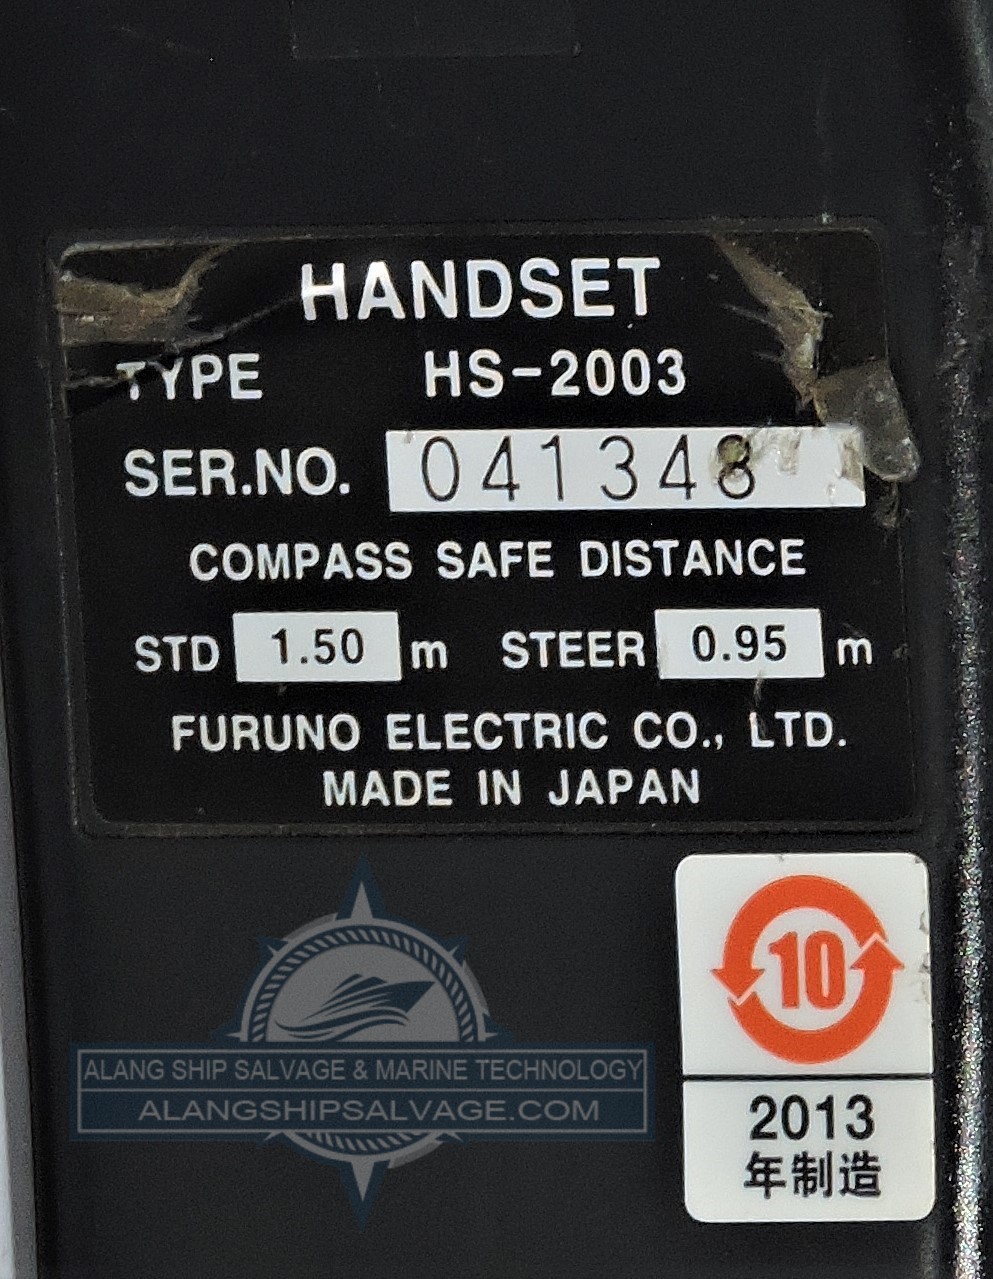 HANDSET
TYPE HS-2003
SER.NO. 041348
COMPASS SAFE DISTANCE
STD 1.50 m STEER 0.95 m
FURUNO ELECTRIC CO., LTD.
MADE IN JAPAN
10
2013
年制造
ALANG SHIP SALVAGE & MARINE TECHNOLOGY
ALANGSHIPSALVAGE.COM